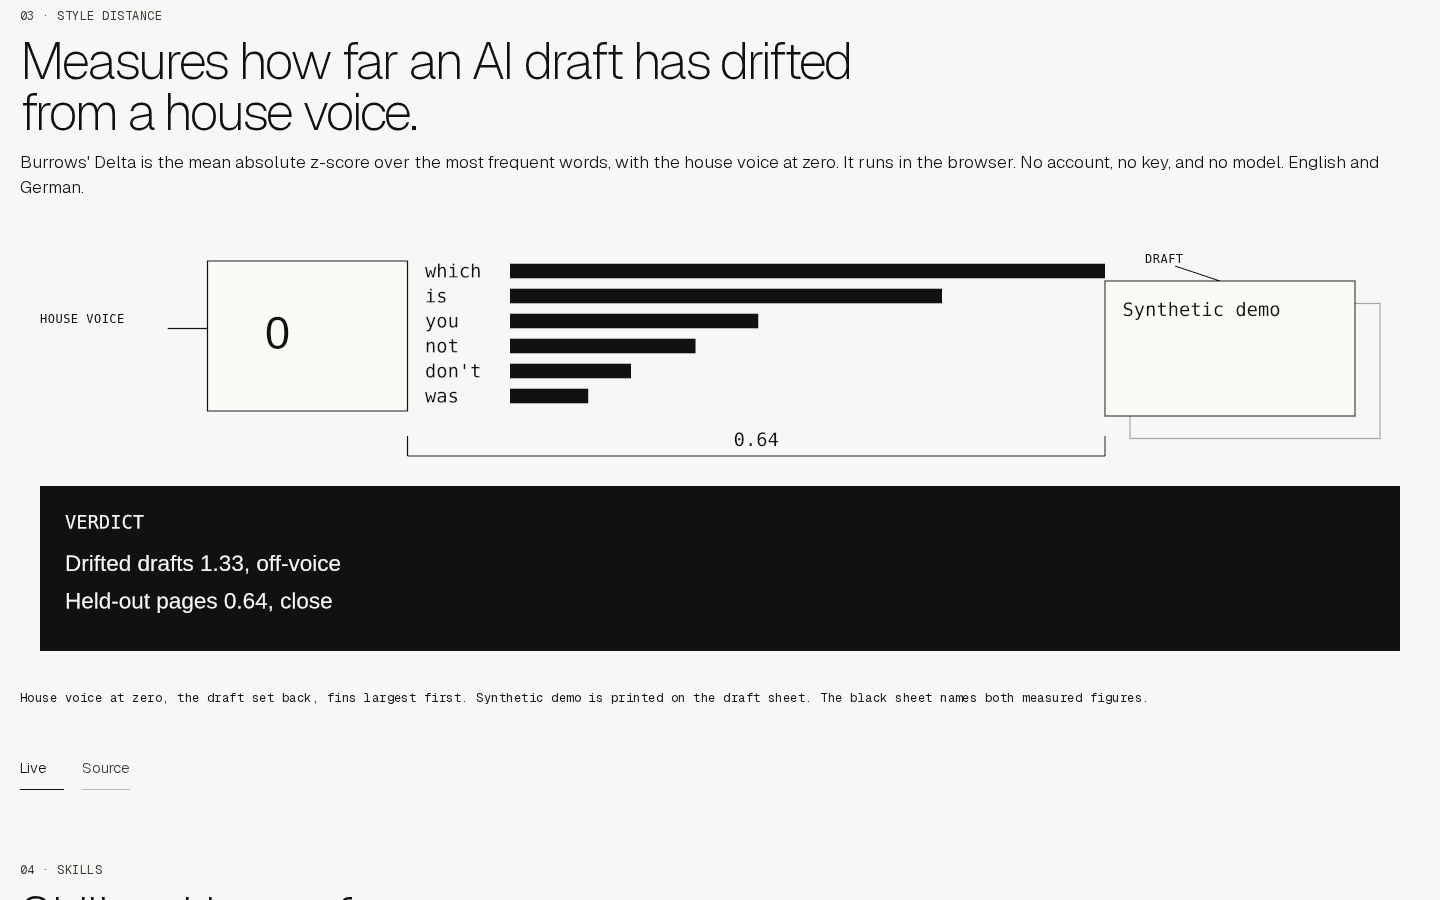 03 · STYLE DISTANCE
Measures how far an AI draft has drifted
from a house voice.
Burrows' Delta is the mean absolute z-score over the most frequent words, with the house voice at zero. It runs in the browser. No account, no key, and no model. English and
German.
HOUSE VOICE
0
which
is
you
not
don't
was
0.64
DRAFT
Synthetic demo
VERDICT
Drifted drafts 1.33, off-voice
Held-out pages 0.64, close
House voice at zero, the draft set back, fins largest first. Synthetic demo is printed on the draft sheet. The black sheet names both measured figures.
Live
Source
04 · SKILLS